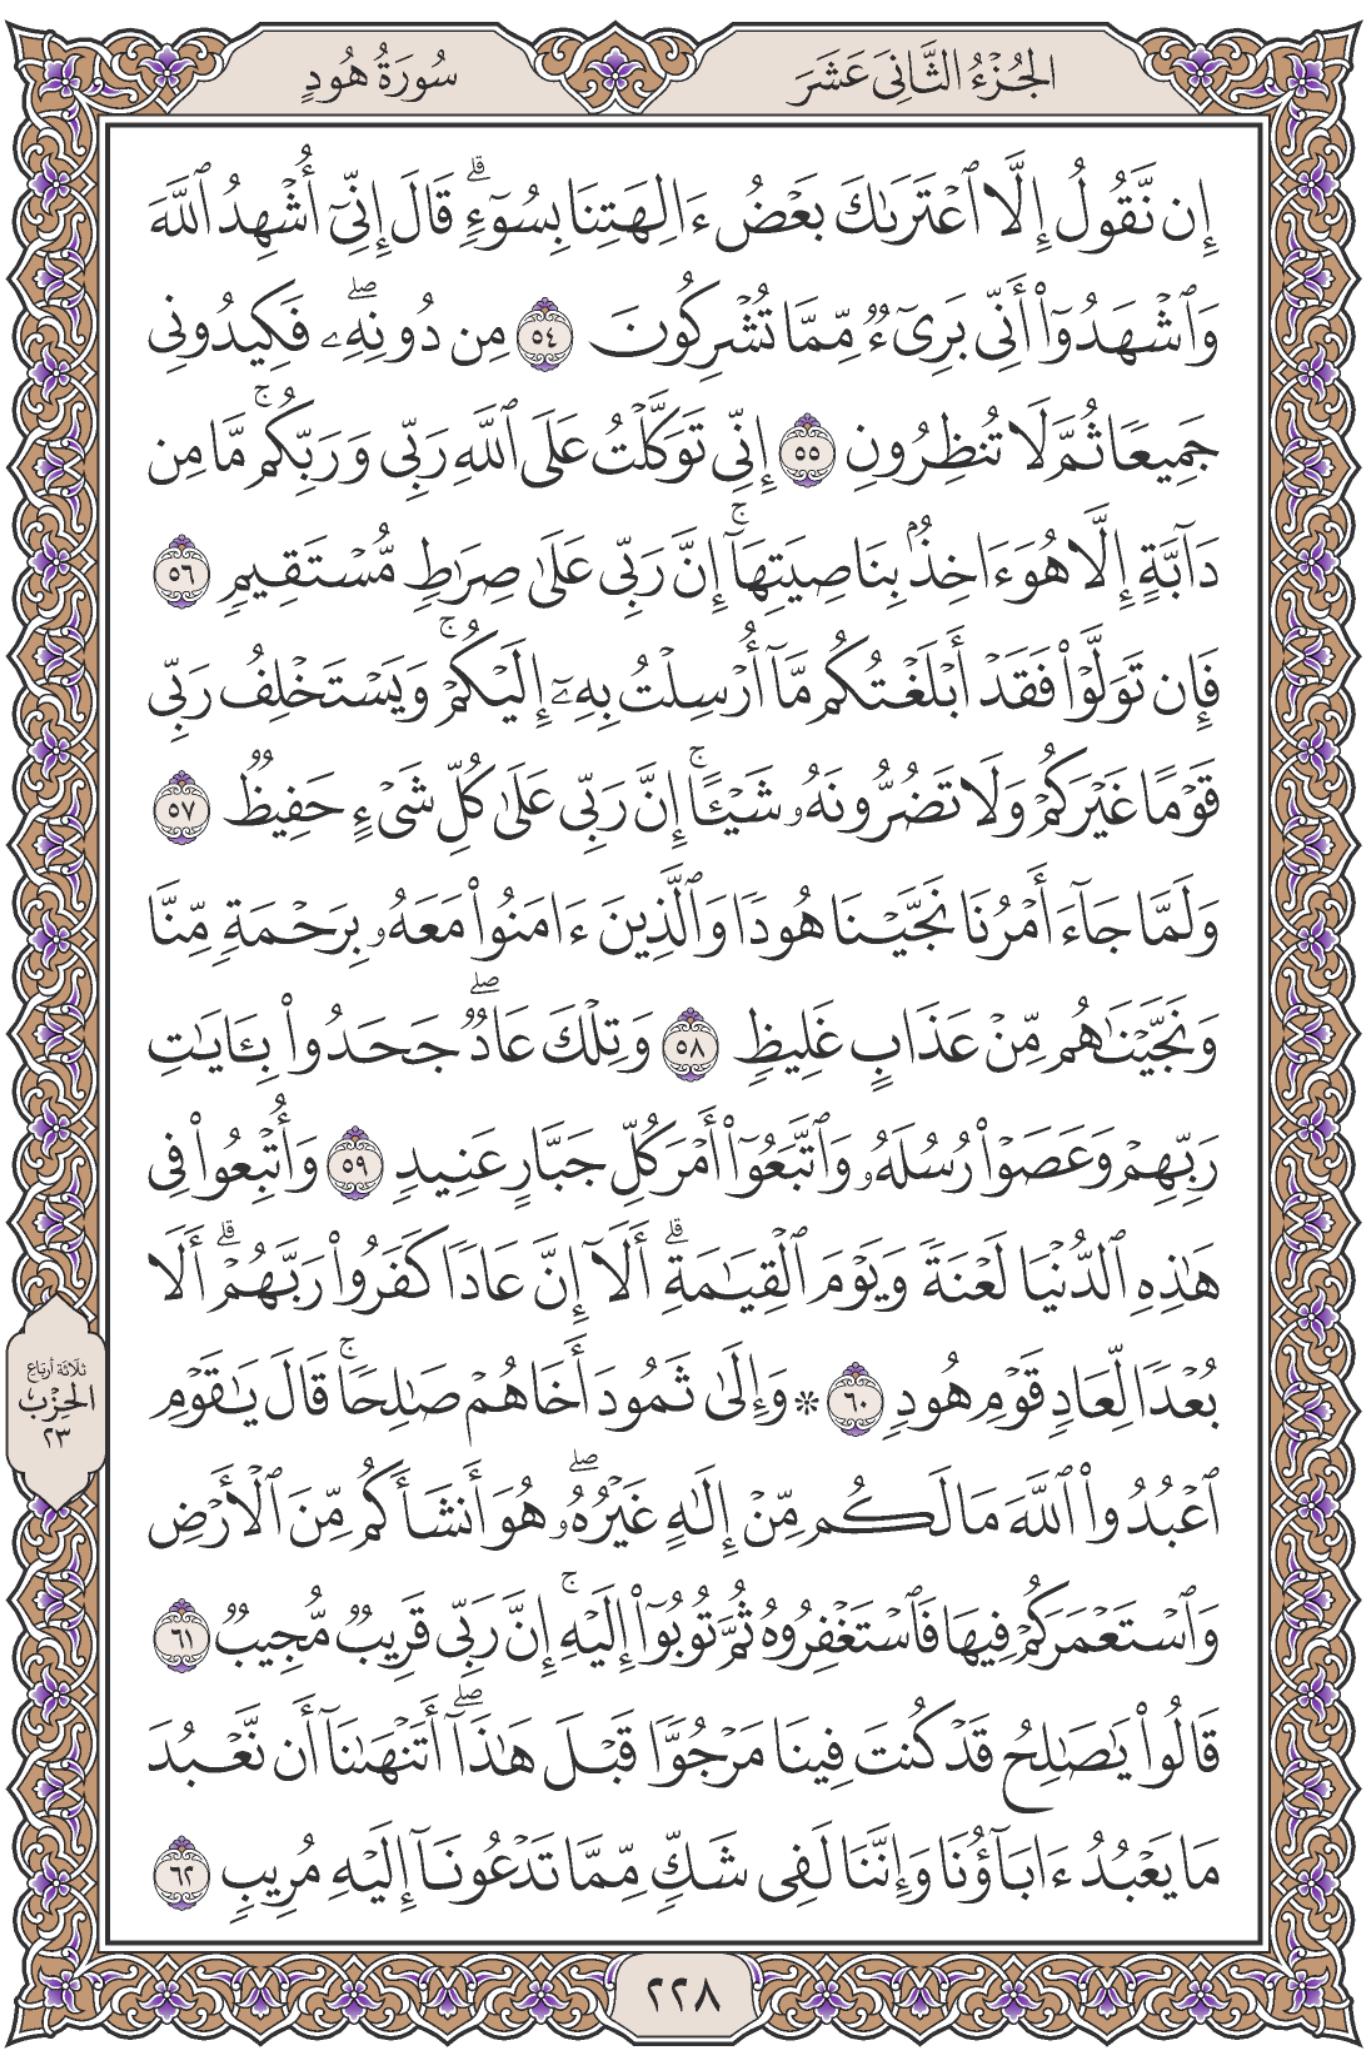 الجُزْءُ الثَّانِيَ عَشَرَ
سُورَةُ هُودٍ
إِن نَّقُولُ إِلَّا ٱعۡتَرَىٰكَ بَعۡضُ ءَالِهَتِنَا بِسُوٓءٖۗ قَالَ إِنِّيٓ أُشۡهِدُ ٱللَّهَ
وَٱشۡهَدُوٓاْ أَنِّي بَرِيٓءٞ مِّمَّا تُشۡرِكُونَ ٥٤ مِن دُونِهِۦۖ فَكِيدُونِي
جَمِيعٗا ثُمَّ لَا تُنظِرُونِ ٥٥ إِنِّي تَوَكَّلۡتُ عَلَى ٱللَّهِ رَبِّي وَرَبِّكُمۚ مَّا مِن
دَآبَّةٍ إِلَّا هُوَ ءَاخِذُۢ بِنَاصِيَتِهَآۚ إِنَّ رَبِّي عَلَىٰ صِرَٰطٖ مُّسۡتَقِيمٖ ٥٦
فَإِن تَوَلَّوۡاْ فَقَدۡ أَبۡلَغۡتُكُم مَّآ أُرۡسِلۡتُ بِهِۦٓ إِلَيۡكُمۡۚ وَيَسۡتَخۡلِفُ رَبِّي
قَوۡمًا غَيۡرَكُمۡ وَلَا تَضُرُّونَهُۥ شَيۡـًٔاۚ إِنَّ رَبِّي عَلَىٰ كُلِّ شَيۡءٍ حَفِيظٞ ٥٧
وَلَمَّا جَآءَ أَمۡرُنَا نَجَّيۡنَا هُودٗا وَٱلَّذِينَ ءَامَنُواْ مَعَهُۥ بِرَحۡمَةٖ مِّنَّا
وَنَجَّيۡنَٰهُم مِّنۡ عَذَابٍ غَلِيظٖ ٥٨ وَتِلۡكَ عَادٞۖ جَحَدُواْ بِـَٔايَٰتِ
رَبِّهِمۡ وَعَصَوۡاْ رُسُلَهُۥ وَٱتَّبَعُوٓاْ أَمۡرَ كُلِّ جَبَّارٍ عَنِيدٖ ٥٩ وَأُتۡبِعُواْ فِي
هَٰذِهِ ٱلدُّنۡيَا لَعۡنَةٗ وَيَوۡمَ ٱلۡقِيَٰمَةِۗ أَلَآ إِنَّ عَادٗا كَفَرُواْ رَبَّهُمۡۗ أَلَا
بُعۡدٗا لِّعَادٖ قَوۡمِ هُودٖ ٦٠ ۞ وَإِلَىٰ ثَمُودَ أَخَاهُمۡ صَٰلِحٗاۚ قَالَ يَٰقَوۡمِ
ٱعۡبُدُواْ ٱللَّهَ مَا لَكُم مِّنۡ إِلَٰهٍ غَيۡرُهُۥۖ هُوَ أَنشَأَكُم مِّنَ ٱلۡأَرۡضِ
وَٱسۡتَعۡمَرَكُمۡ فِيهَا فَٱسۡتَغۡفِرُوهُ ثُمَّ تُوبُوٓاْ إِلَيۡهِۚ إِنَّ رَبِّي قَرِيبٞ مُّجِيبٞ ٦١
قَالُواْ يَٰصَٰلِحُ قَدۡ كُنتَ فِينَا مَرۡجُوّٗا قَبۡلَ هَٰذَآۖ أَتَنۡهَىٰنَآ أَن نَّعۡبُدَ
مَا يَعۡبُدُ ءَابَآؤُنَا وَإِنَّنَا لَفِي شَكّٖ مِّمَّا تَدۡعُونَآ إِلَيۡهِ مُرِيبٖ ٦٢
ثلاثة أرباع
الحِزْب
٢٣
٢٢٨